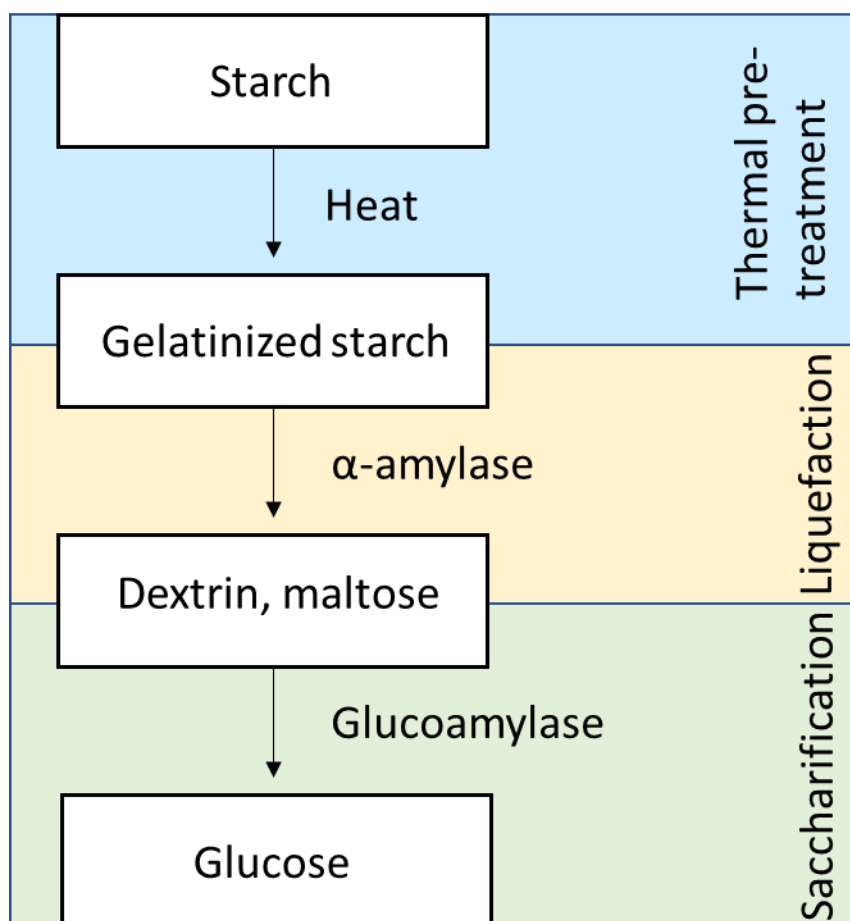 Starch
Heat
Thermal pre-
treatment
Gelatinized starch
α-amylase
Liquefaction
Dextrin, maltose
Glucoamylase
Saccharification
Glucose